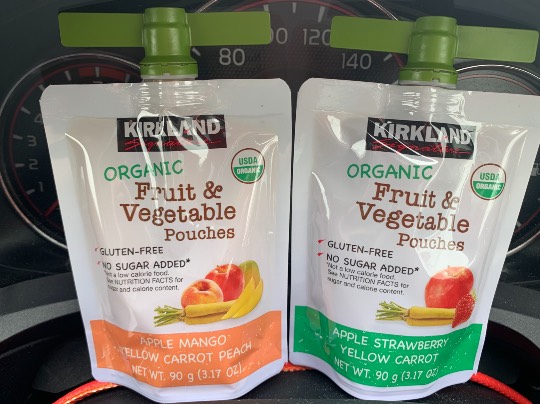 80
120
140
KIRKLAND
Signature
ORGANIC
USDA
ORGANIC
Fruit &
Vegetable
Pouches
GLUTEN-FREE
NO SUGAR ADDED*
*Not a low calorie food.
See NUTRITION FACTS for
sugar and calorie content.
APPLE MANGO
YELLOW CARROT PEACH
NET WT. 90 g (3.17 OZ)
KIRKLAND
Signature
ORGANIC
USDA
ORGANIC
Fruit &
Vegetable
Pouches
GLUTEN-FREE
NO SUGAR ADDED*
*Not a low calorie food.
See NUTRITION FACTS for
sugar and calorie content.
APPLE STRAWBERRY
YELLOW CARROT
NET WT. 90 g (3.17 OZ)